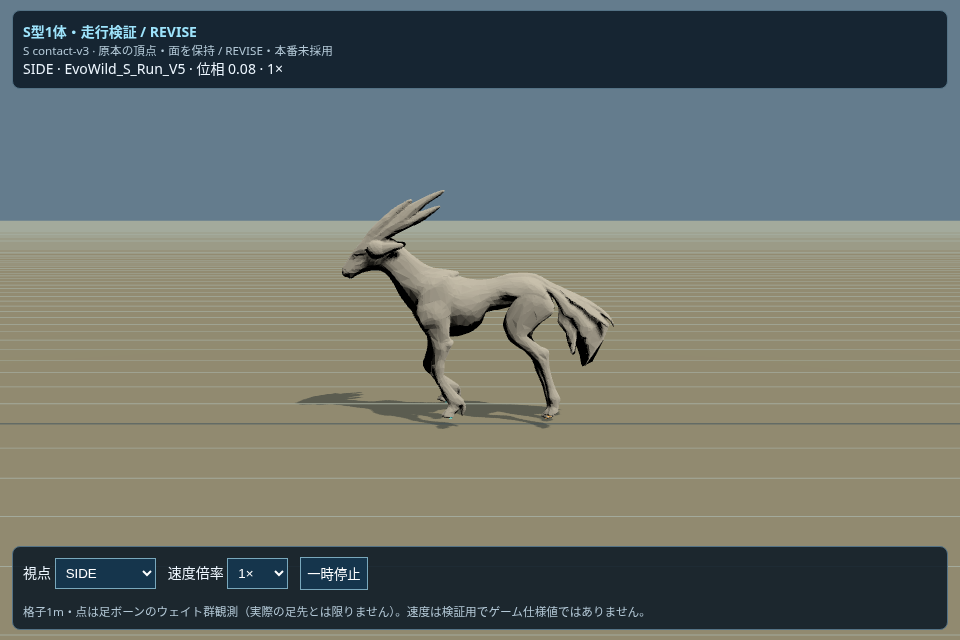 S型1体・走行検証 / REVISE
S contact-v3 · 原本の頂点・面を保持 / REVISE・本番未採用
SIDE · EvoWild_S_Run_V5 · 位相 0.08 · 1×
視点 SIDE 速度倍率 1× 一時停止
格子1m・点は足ボーンのウェイト群観測（実際の足先とは限りません）。速度は検証用でゲーム仕様値ではありません。